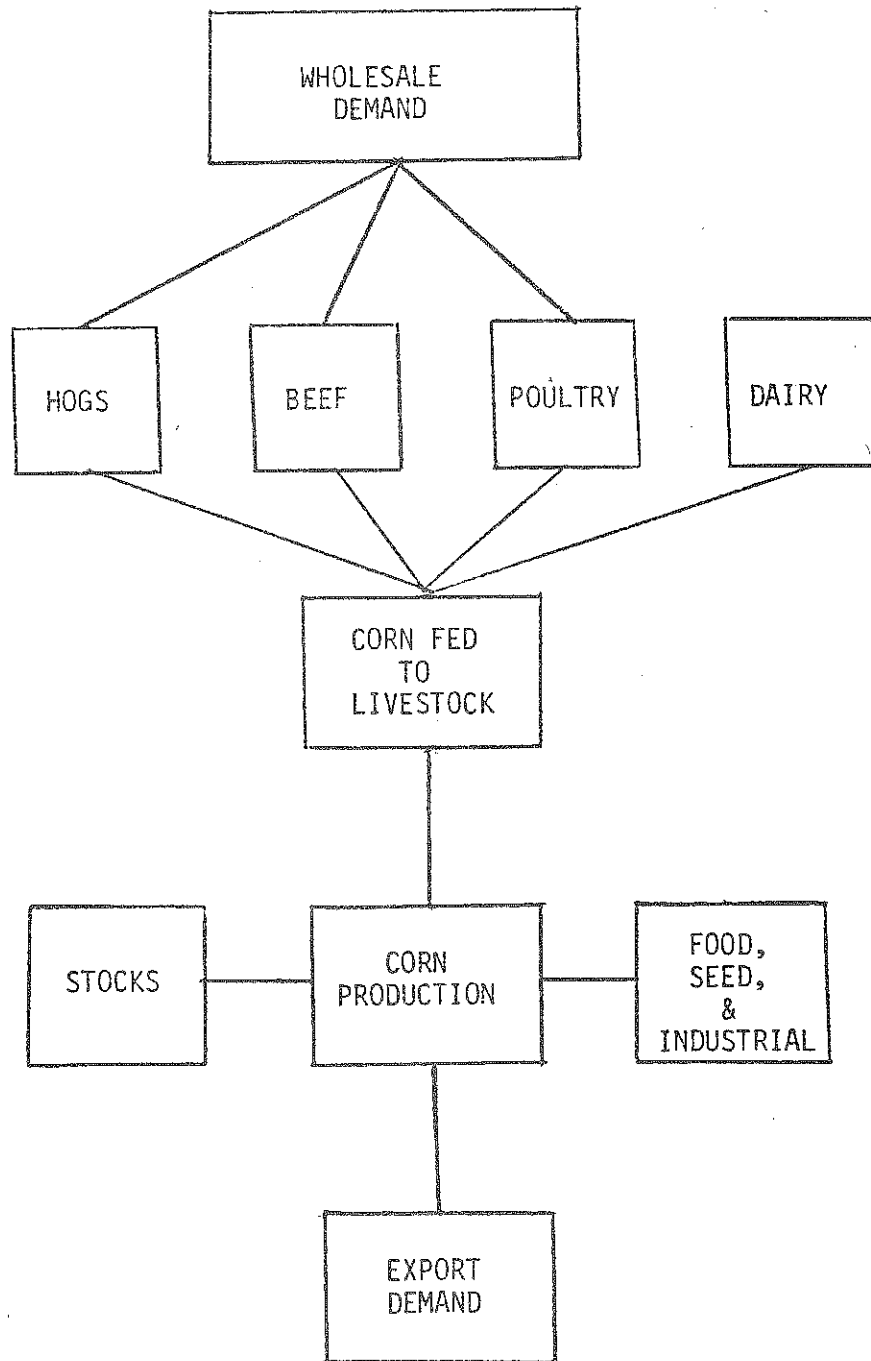 WHOLESALE
DEMAND
HOGS
BEEF
POULTRY
DAIRY
CORN FED
TO
LIVESTOCK
STOCKS
CORN
PRODUCTION
FOOD,
SEED,
&
INDUSTRIAL
EXPORT
DEMAND